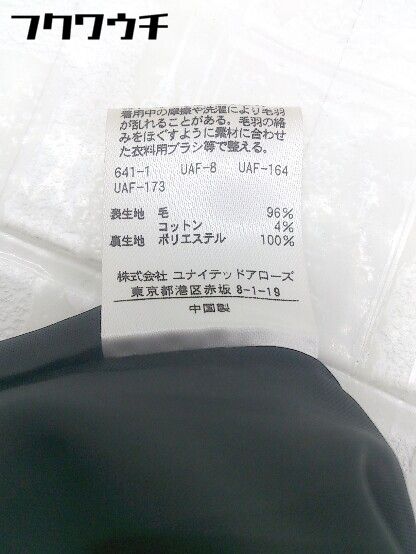 フクワウチ
着用中の摩擦や洗濯により毛羽
が乱れることがある。毛羽の絡
みをほぐすように素材に合わせ
た衣料用ブラシ等で整える。
641-1 UAF-8 UAF-164
UAF-173
表生地 毛 96%
コットン 4%
裏生地 ポリエステル 100%
株式会社 ユナイテッドアローズ
東京都港区赤坂 8-1-19
中国製